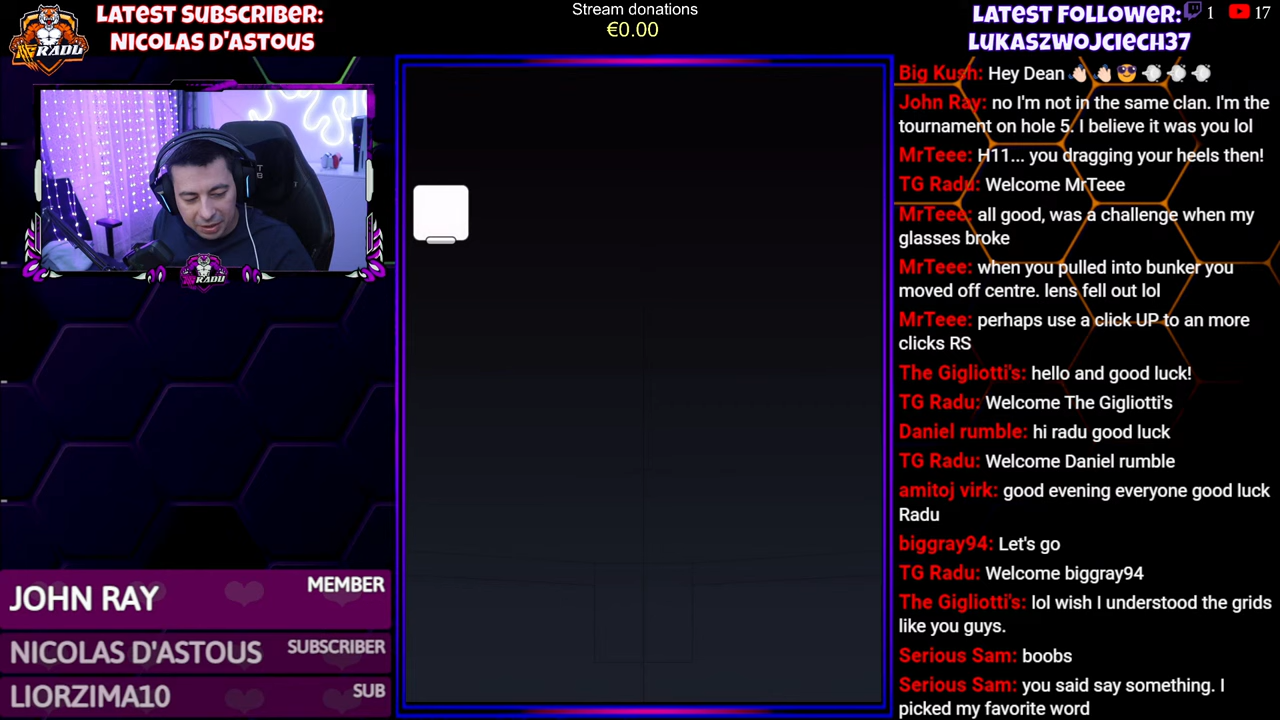 LATEST SUBSCRIBER:
NICOLAS D'ASTOUS
RADU
Stream donations
€0.00
LATEST FOLLOWER:
1
17
LUKASZWOJCIECH37
RADU
JOHN RAY
MEMBER
NICOLAS D'ASTOUS
SUBSCRIBER
LIORZIMA10
SUB
Big Kush: Hey Dean 👋🏻 👋🏻 😎 💨 💨 💨
John Ray: no I'm not in the same clan. I'm the
tournament on hole 5. I believe it was you lol
MrTeee: H11... you dragging your heels then!
TG Radu: Welcome MrTeee
MrTeee: all good, was a challenge when my
glasses broke
MrTeee: when you pulled into bunker you
moved off centre. lens fell out lol
MrTeee: perhaps use a click UP to an more
clicks RS
The Gigliotti's: hello and good luck!
TG Radu: Welcome The Gigliotti's
Daniel rumble: hi radu good luck
TG Radu: Welcome Daniel rumble
amitoj virk: good evening everyone good luck
Radu
biggray94: Let's go
TG Radu: Welcome biggray94
The Gigliotti's: lol wish I understood the grids
like you guys.
Serious Sam: boobs
Serious Sam: you said say something. I
picked my favorite word